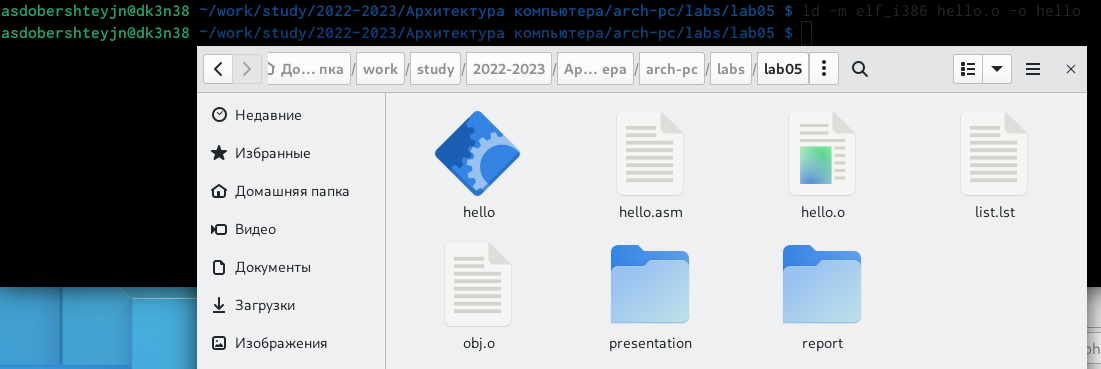 asdobershteyjn@dk3n38 ~/work/study/2022-2023/Архитектура компьютера/arch-pc/labs/lab05 $ ld -m elf_i386 hello.o -o hello
asdobershteyjn@dk3n38 ~/work/study/2022-2023/Архитектура компьютера/arch-pc/labs/lab05 $
До… пка / work / study / 2022-2023 / Ар… ера / arch-pc / labs / lab05
Недавние
Избранные
Домашняя папка
Видео
Документы
Загрузки
Изображения
hello
hello.asm
hello.o
list.lst
obj.o
presentation
report